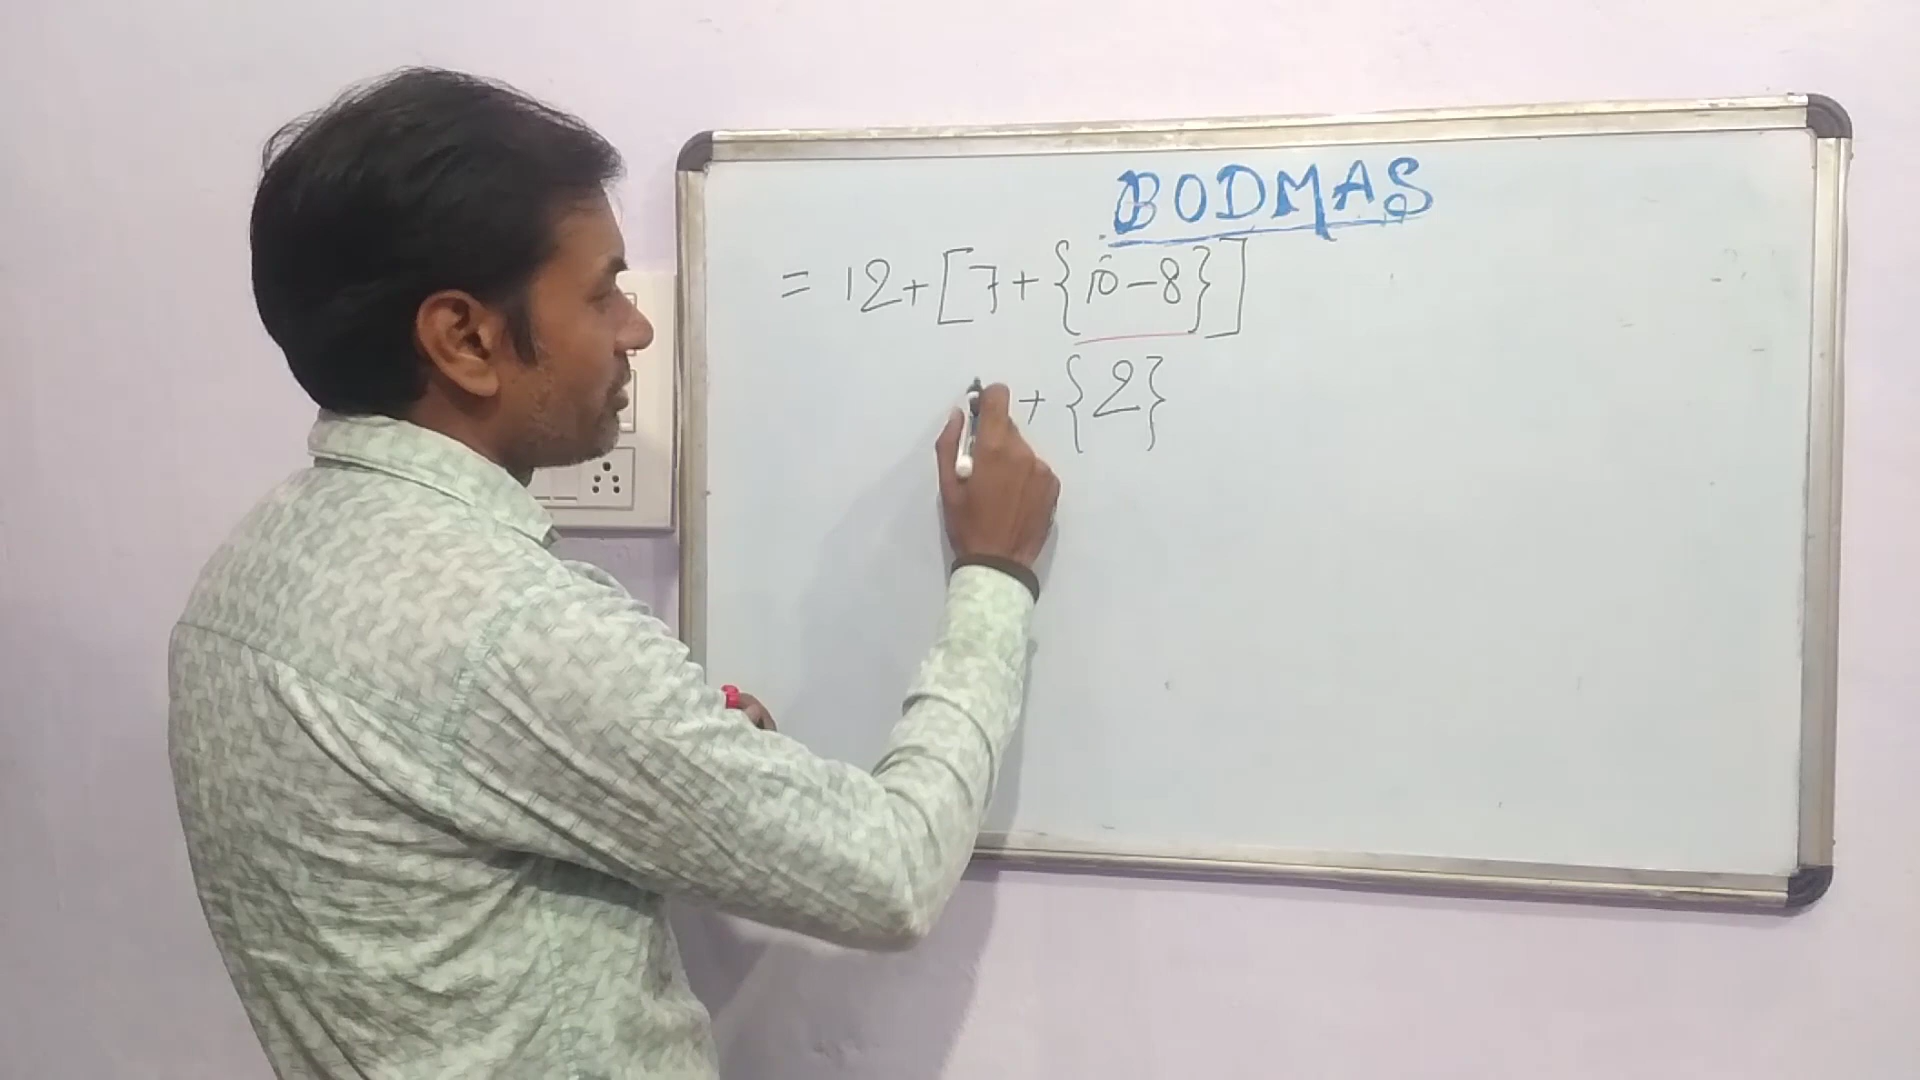 BODMAS
= 12+[7+{10-8}]
+ {2}